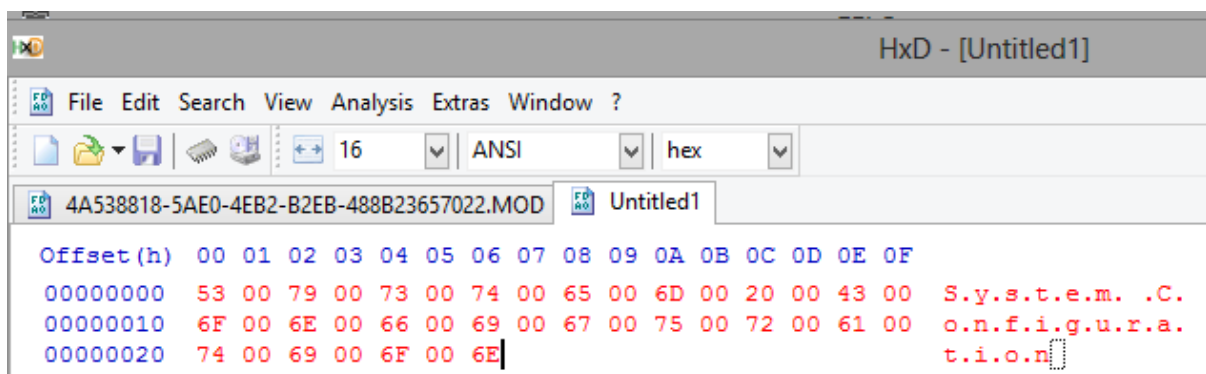 HxD
HxD - [Untitled1]
File Edit Search View Analysis Extras Window ?
16 ANSI hex
4A538818-5AE0-4EB2-B2EB-488B23657022.MOD Untitled1
Offset(h) 00 01 02 03 04 05 06 07 08 09 0A 0B 0C 0D 0E 0F
00000000 53 00 79 00 73 00 74 00 65 00 6D 00 20 00 43 00 S.y.s.t.e.m. .C.
00000010 6F 00 6E 00 66 00 69 00 67 00 75 00 72 00 61 00 o.n.f.i.g.u.r.a.
00000020 74 00 69 00 6F 00 6E t.i.o.n